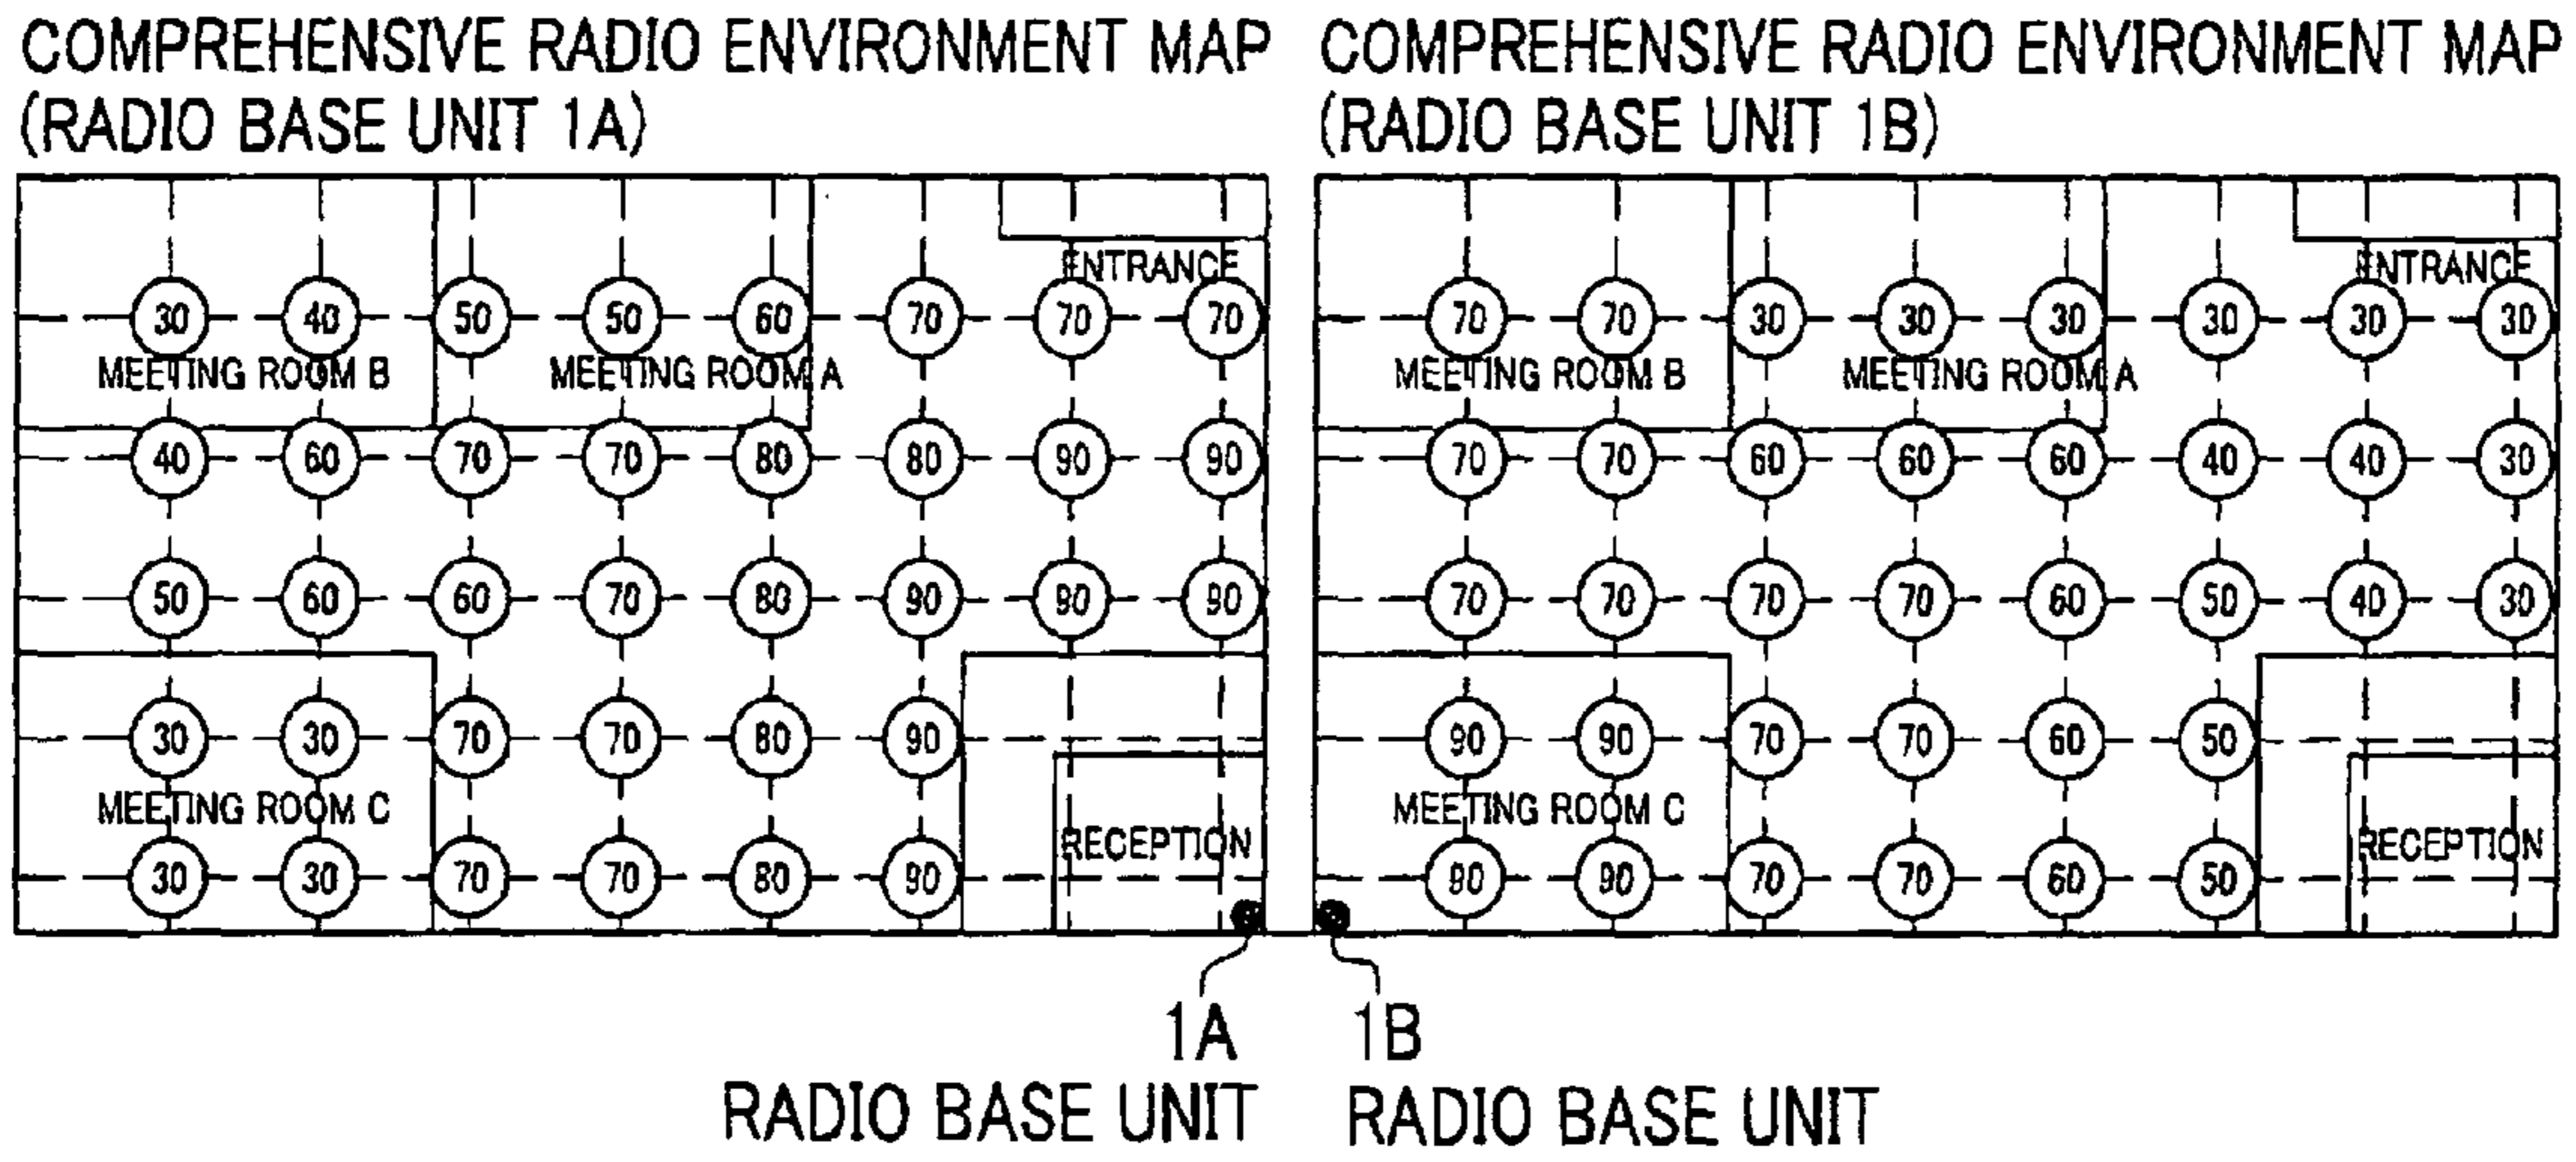 COMPREHENSIVE RADIO ENVIRONMENT MAP
(RADIO BASE UNIT 1A)
30 40 50 50 60 70 70 70
ENTRANCE
MEETING ROOM B MEETING ROOM A
40 60 70 70 80 80 90 90
50 60 60 70 80 90 90 90
30 30 70 70 80 90
MEETING ROOM C
RECEPTION
30 30 70 70 80 90
COMPREHENSIVE RADIO ENVIRONMENT MAP
(RADIO BASE UNIT 1B)
ENTRANCE
70 70 30 30 30 30 30 30
MEETING ROOM B MEETING ROOM A
70 70 60 60 60 40 40 30
70 70 70 70 60 50 40 30
90 90 70 70 60 50
MEETING ROOM C
RECEPTION
90 90 70 70 60 50
1A
RADIO BASE UNIT
1B
RADIO BASE UNIT